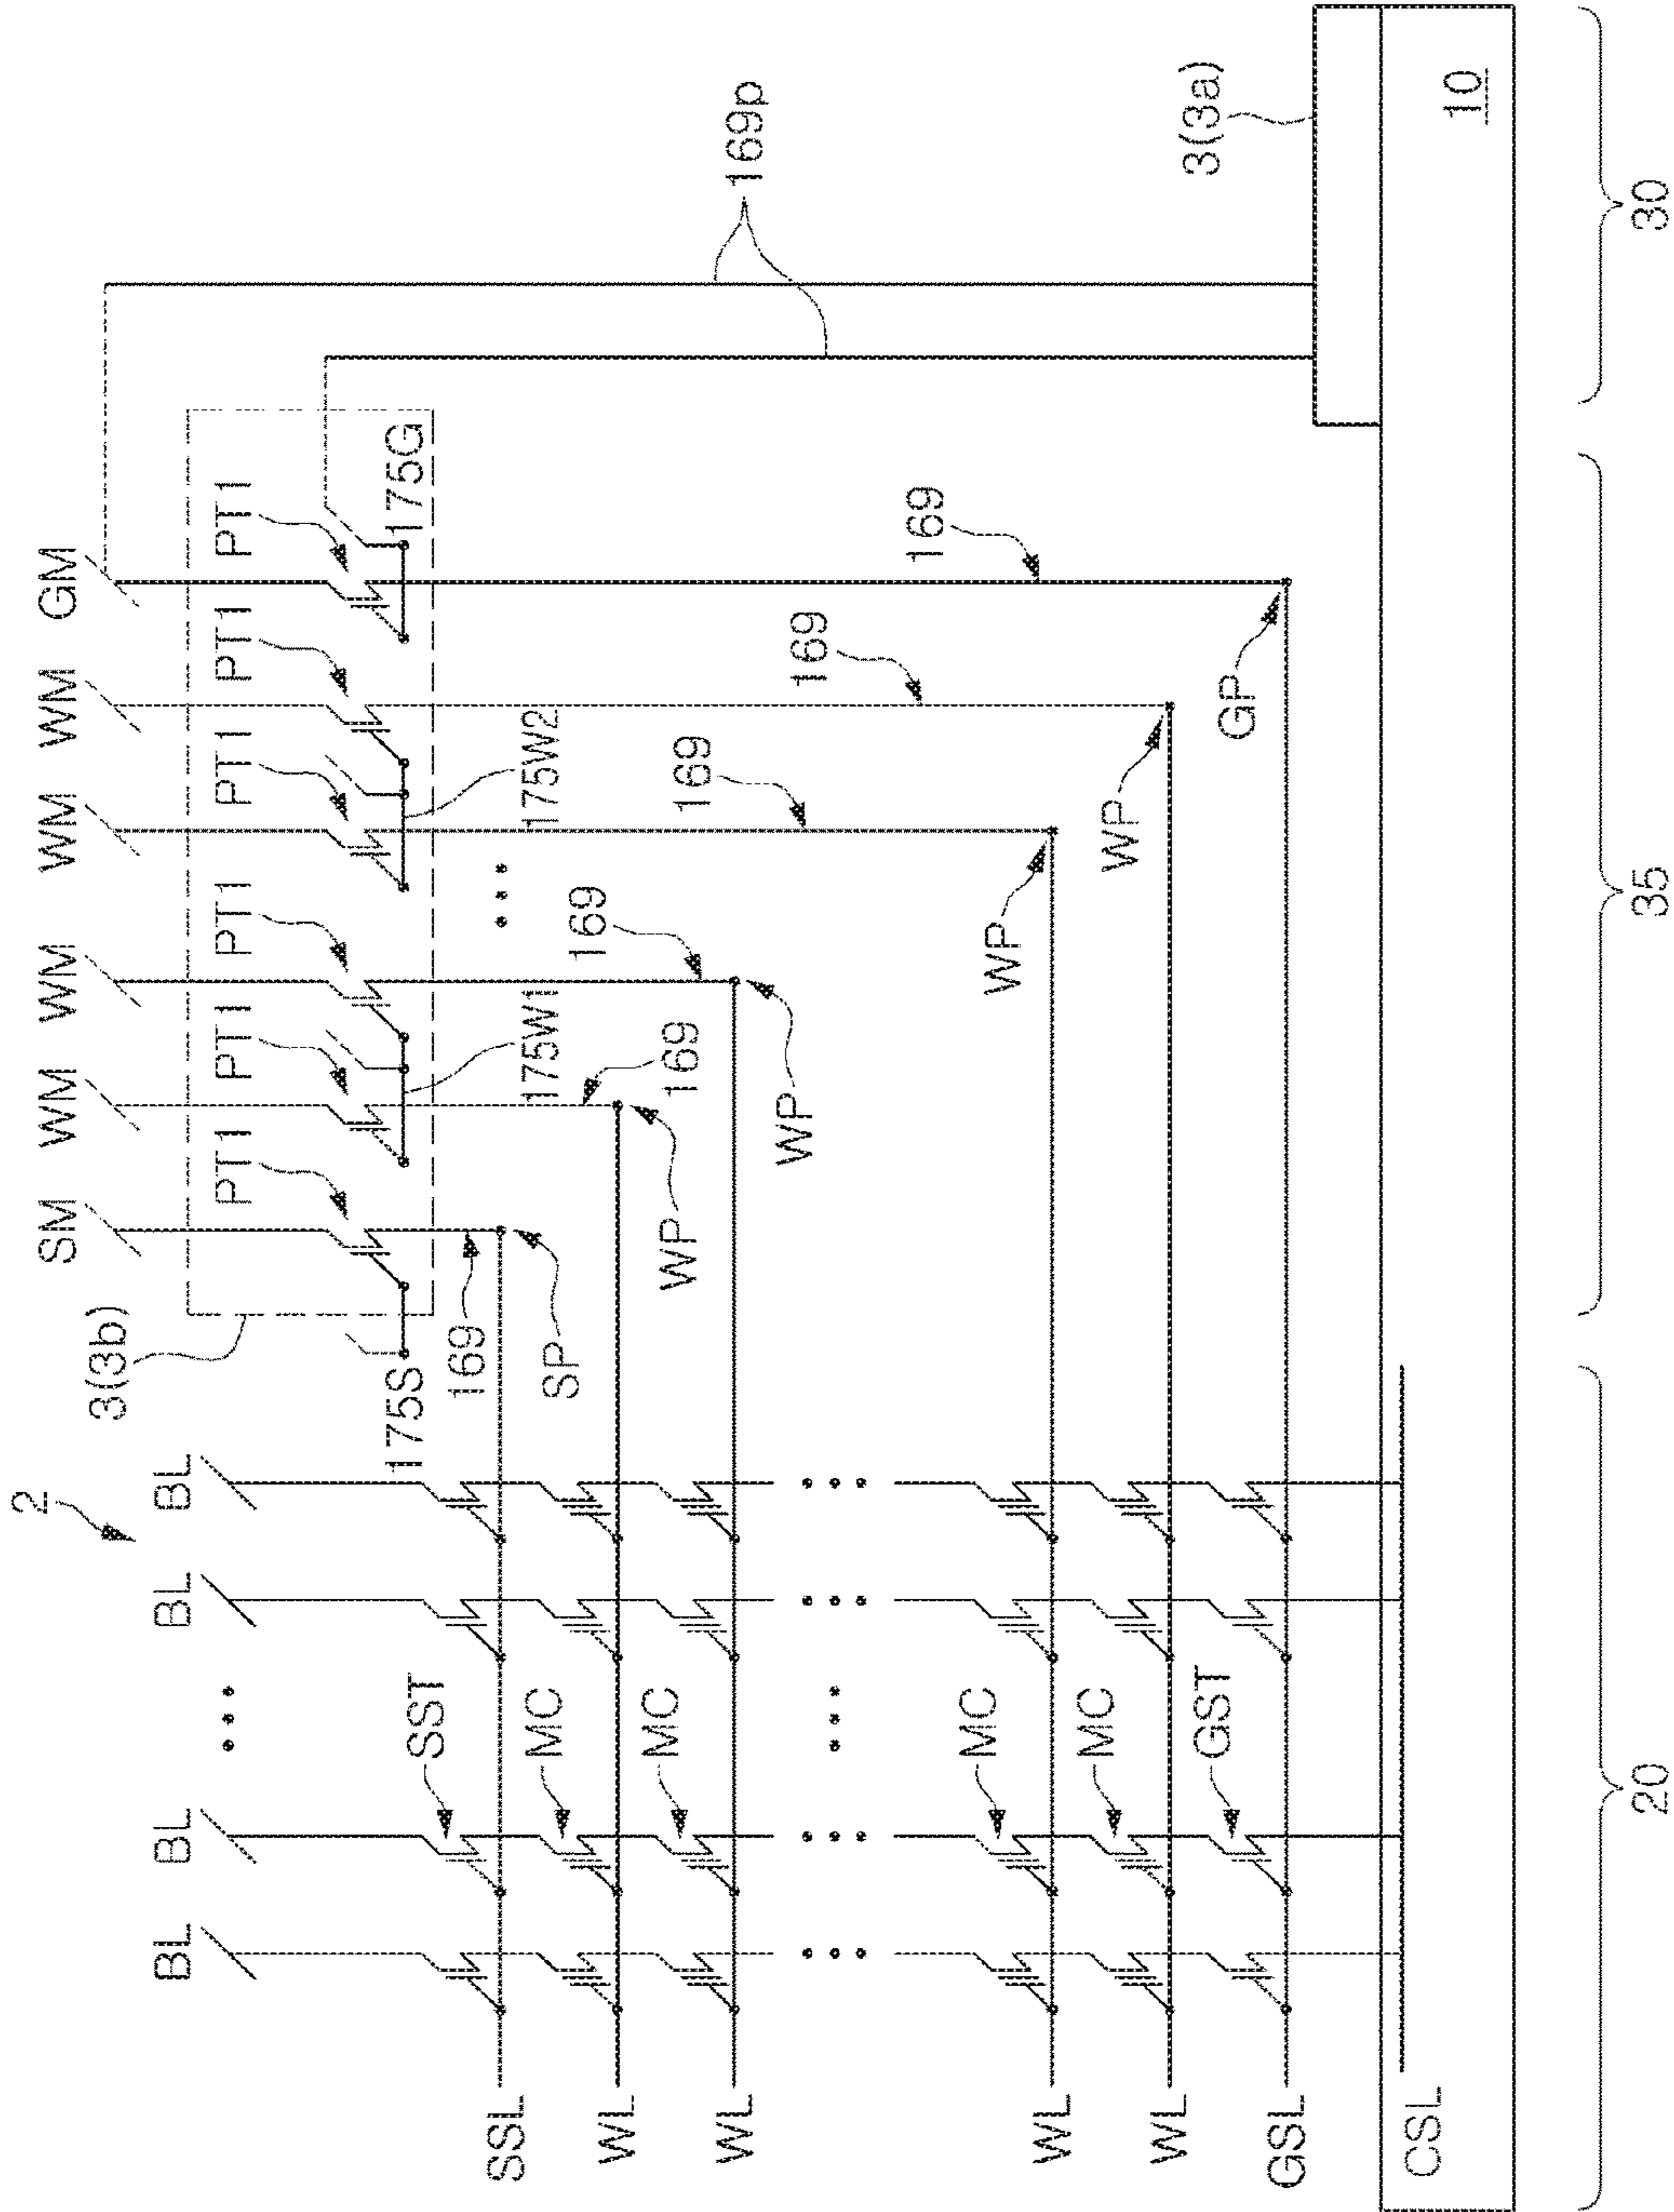 2
BL
BL
BL
BL
3(3b)
SM
WM
WM
WM
WM
GM
PT1
PT1
PT1
PT1
PT1
PT1
175S
175W1
175W2
175G
169p
SSL
SST
169
SP
WL
MC
169
WP
WL
MC
169
WP
WL
MC
169
WP
WL
MC
169
WP
GSL
GST
169
GP
3(3a)
CSL
10
20
35
30